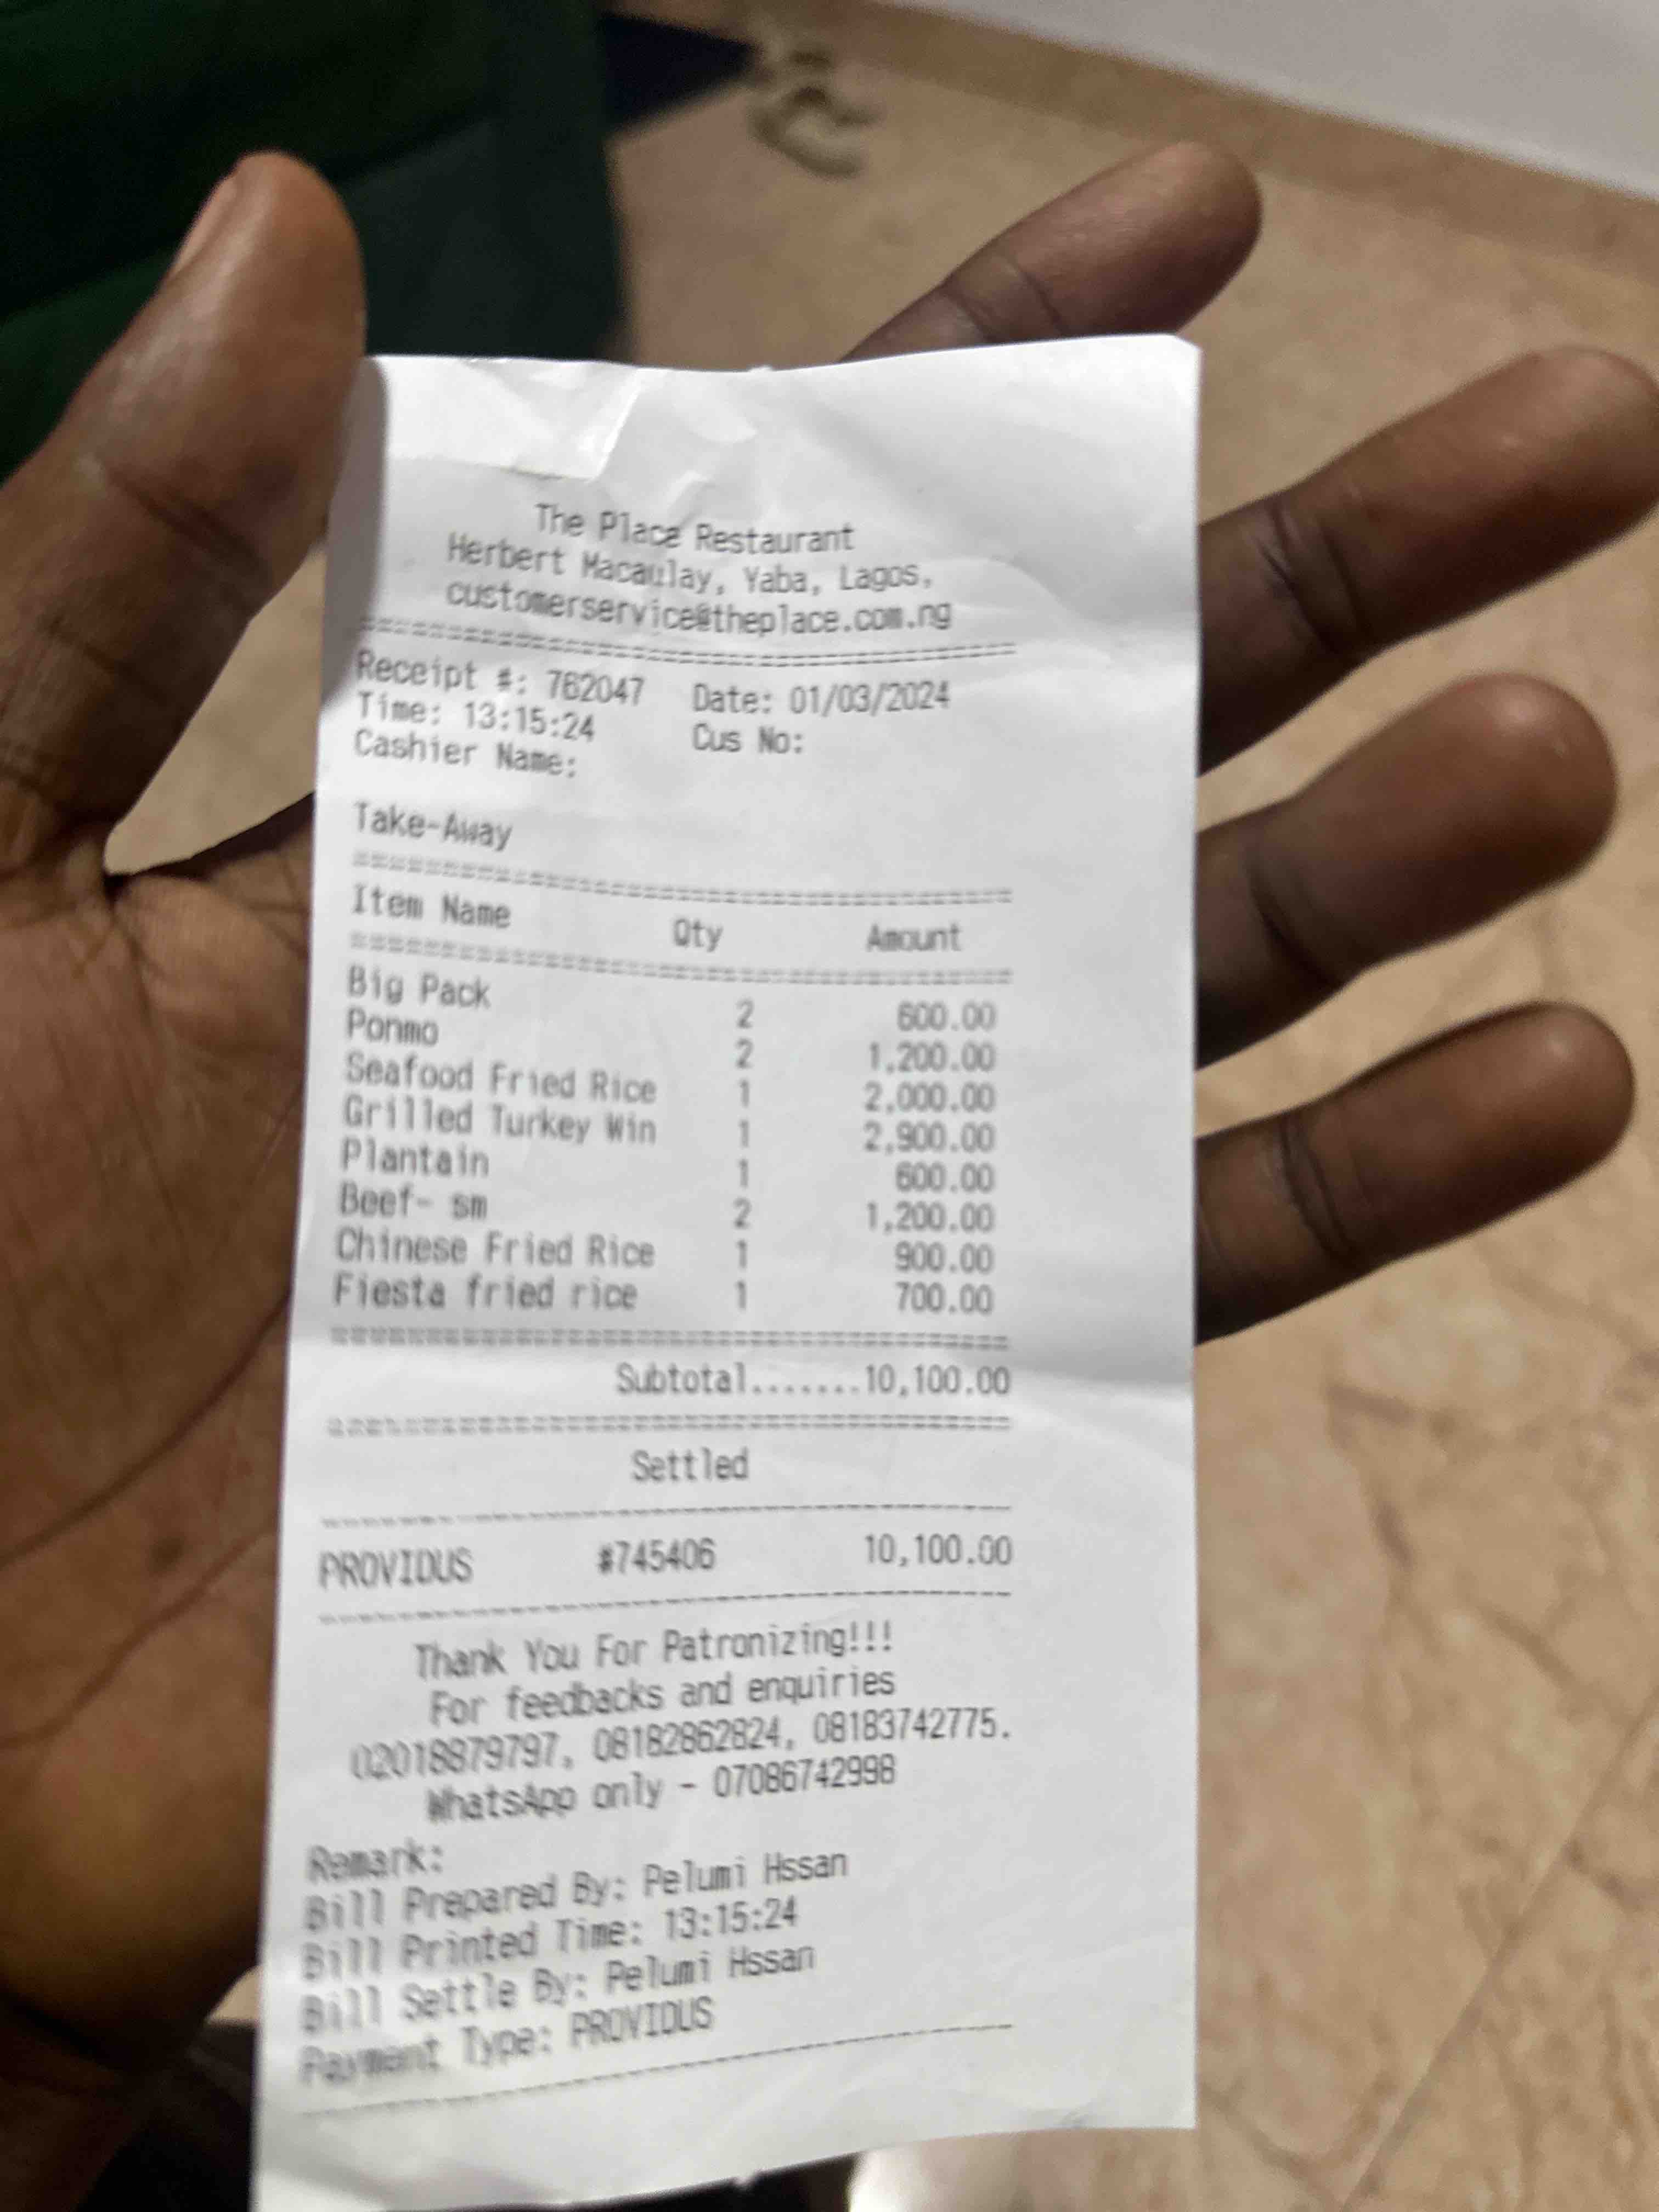 The Place Restaurant
Herbert Macaulay, Yaba, Lagos,
customerservice@theplace.com.ng
Receipt #: 762047 Date: 01/03/2024
Time: 13:15:24 Cus No:
Cashier Name:
Take-Away
Item Name Qty Amount
Big Pack 2 600.00
Ponmo 2 1,200.00
Seafood Fried Rice 1 2,000.00
Grilled Turkey Win 1 2,900.00
Plantain 1 600.00
Beef- sm 2 1,200.00
Chinese Fried Rice 1 900.00
Fiesta fried rice 1 700.00
Subtotal.......10,100.00
Settled
PROVIDUS #745406 10,100.00
Thank You For Patronizing!!!
For feedbacks and enquiries
02018879797, 08182862824, 08183742775.
WhatsApp only - 07086742998
Remark:
Bill Prepared By: Pelumi Hssan
Bill Printed Time: 13:15:24
Bill Settle By: Pelumi Hssan
Payment Type: PROVIDUS